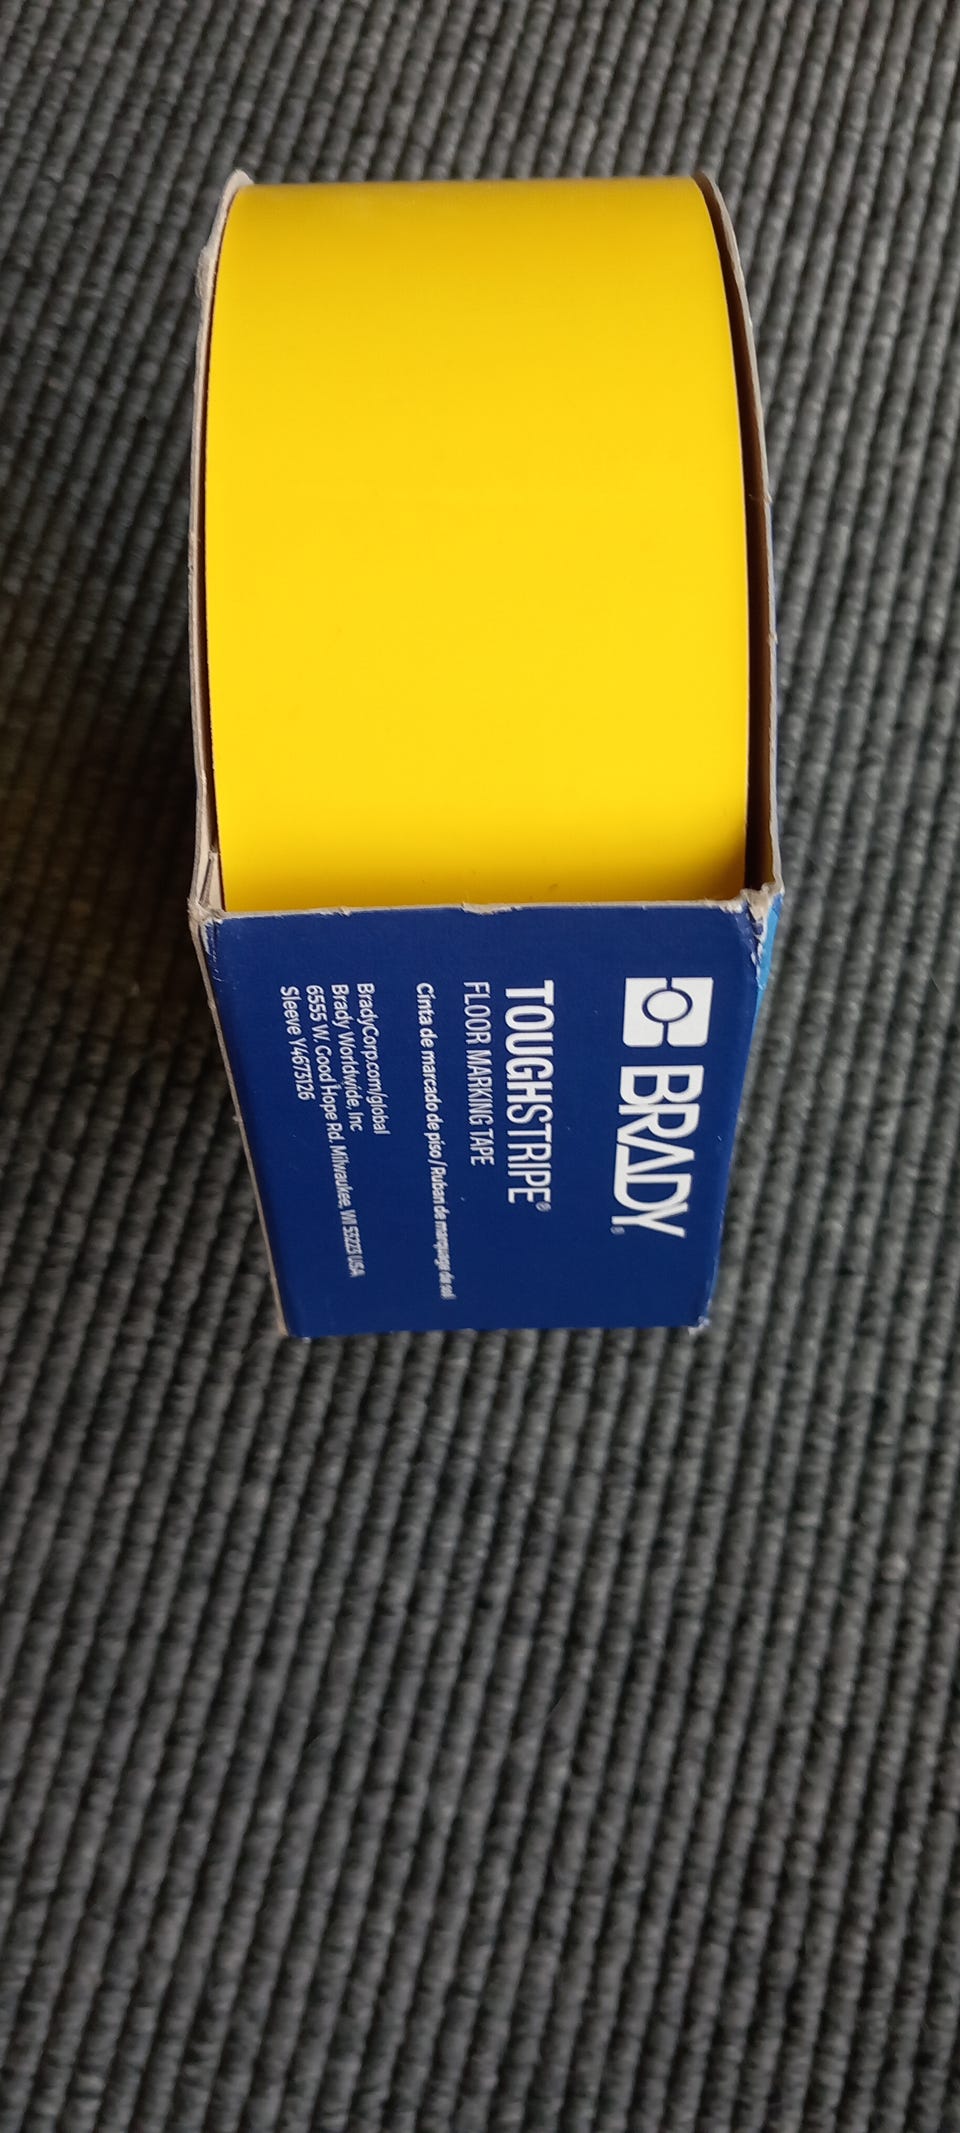 BRADY®
TOUGHSTRIPE®
FLOOR MARKING TAPE
Cinta de marcado de piso / Ruban de marquage de sol
BradyCorp.com/global
Brady Worldwide, Inc
6555 W. Good Hope Rd. Milwaukee, WI 53223 USA
Sleeve Y4673126